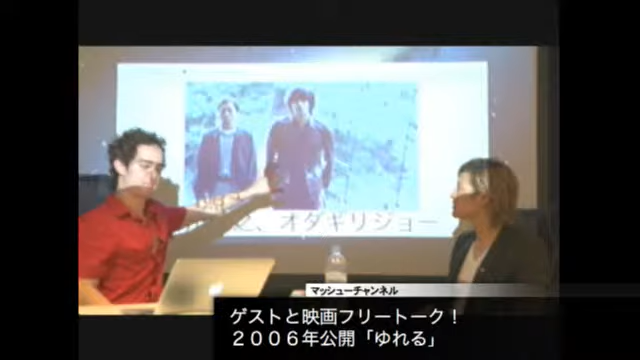 之、オダギリジョー
マッシューチャンネル
ゲストと映画フリートーク！
２００６年公開「ゆれる」